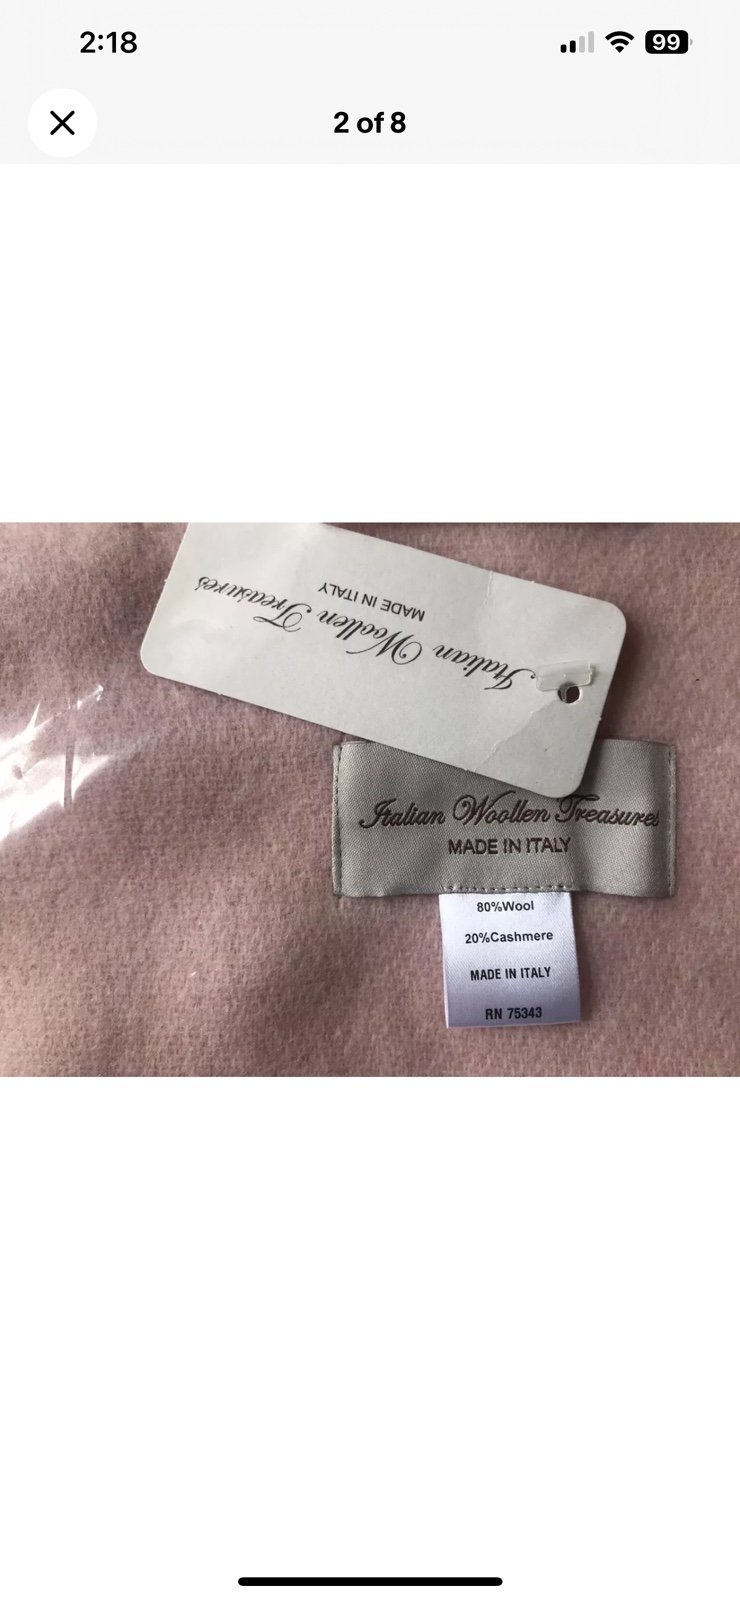 2:18
99
2 of 8
Italian Woollen Treasures
MADE IN ITALY
Italian Woollen Treasures
MADE IN ITALY
80%Wool
20%Cashmere
MADE IN ITALY
RN 75343